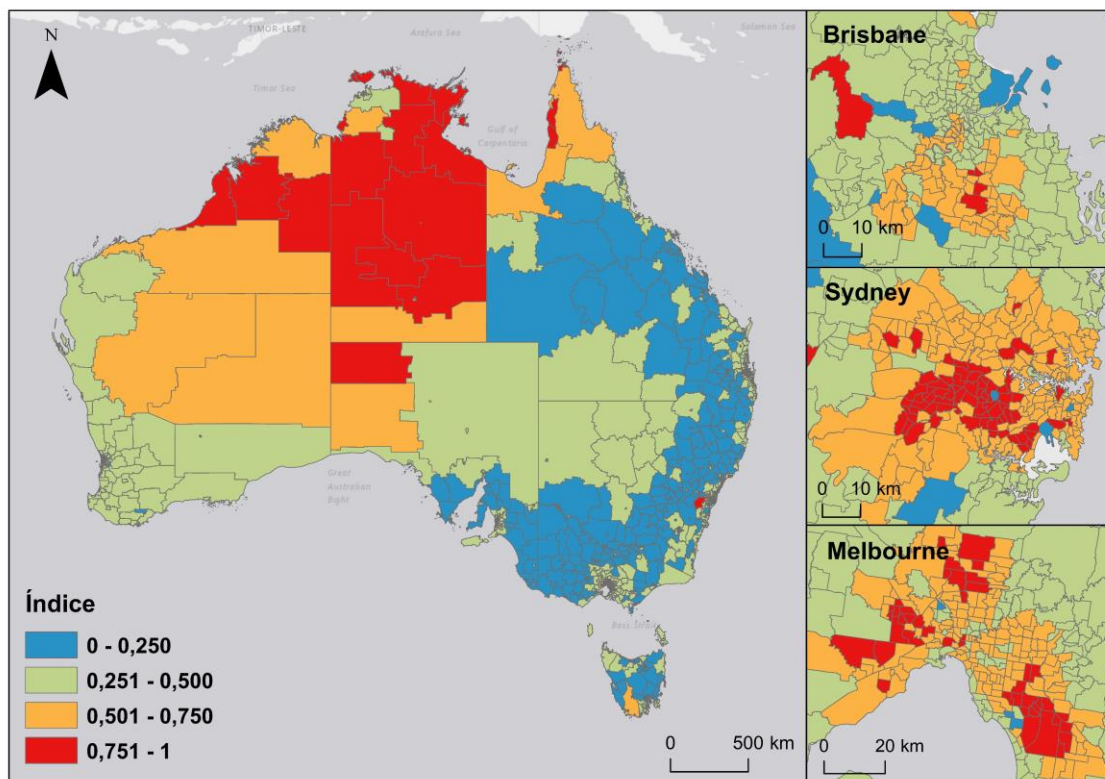 N
TIMOR-LESTE
Arafura Sea
Solomon Sea
Timor Sea
Gulf of
Carpentaria
Great
Australian
Bight
Bass Strait
Índice
0 - 0,250
0,251 - 0,500
0,501 - 0,750
0,751 - 1
0 500 km
Brisbane
0 10 km
Sydney
0 10 km
Melbourne
0 20 km